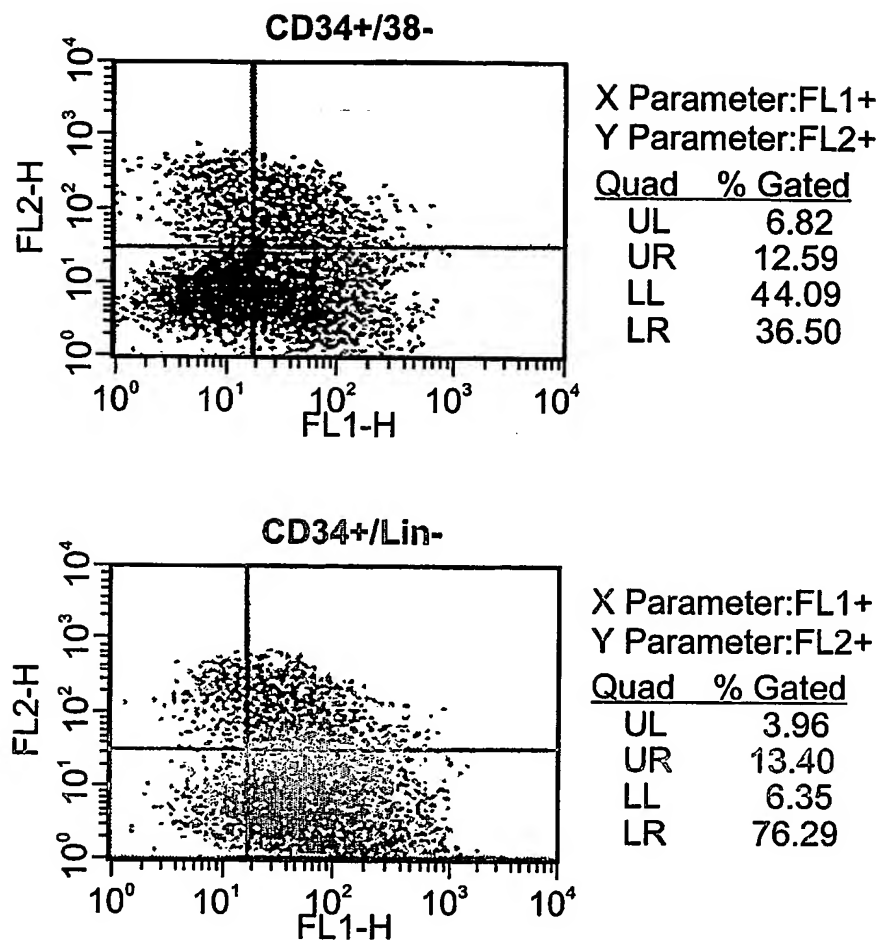 CD34+/38-
10⁴
10³
10²
10¹
10⁰
FL2-H
10⁰ 10¹ 10² 10³ 10⁴
FL1-H
X Parameter:FL1+
Y Parameter:FL2+
Quad % Gated
UL 6.82
UR 12.59
LL 44.09
LR 36.50
CD34+/Lin-
10⁴
10³
10²
10¹
10⁰
FL2-H
10⁰ 10¹ 10² 10³ 10⁴
FL1-H
X Parameter:FL1+
Y Parameter:FL2+
Quad % Gated
UL 3.96
UR 13.40
LL 6.35
LR 76.29